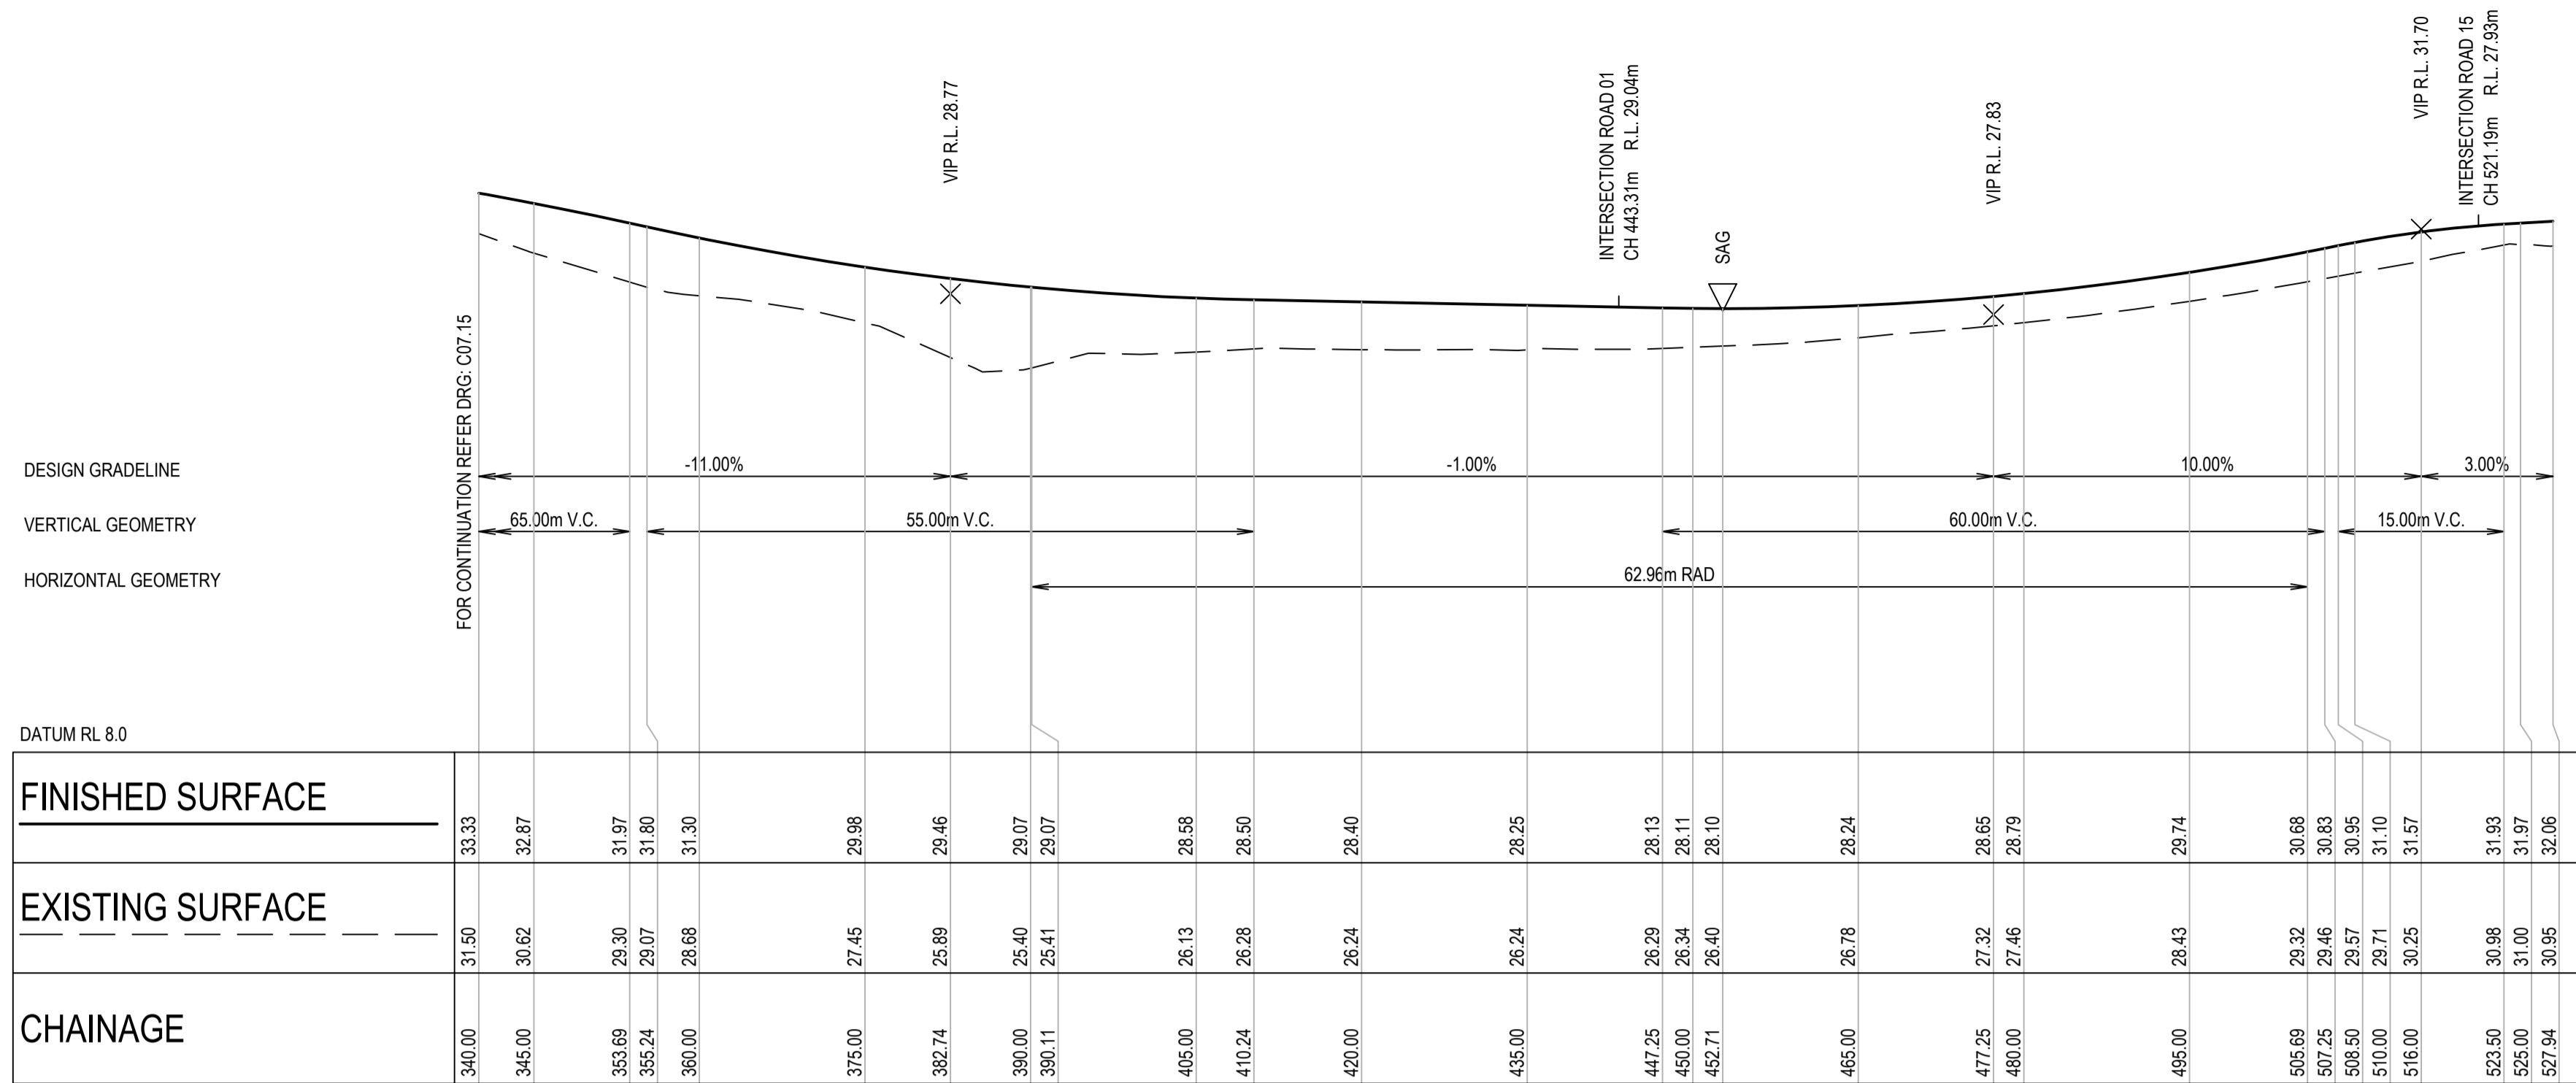 VIP R.L. 28.77
INTERSECTION ROAD 01
CH 443.31m R.L. 29.04m
SAG
VIP R.L. 27.83
VIP R.L. 31.70
INTERSECTION ROAD 15
CH 521.19m R.L. 27.93m
FOR CONTINUATION REFER DRG: C07.15
DESIGN GRADELINE -11.00% -1.00% 10.00% 3.00%
VERTICAL GEOMETRY 65.00m V.C. 55.00m V.C. 60.00m V.C. 15.00m V.C.
HORIZONTAL GEOMETRY 62.96m RAD
DATUM RL 8.0
FINISHED SURFACE 33.33 32.87 31.97 31.80 31.30 29.98 29.46 29.07 29.07 28.58 28.50 28.40 28.25 28.13 28.11 28.10 28.24 28.65 28.79 29.74 30.68 30.83 30.95 31.10 31.57 31.93 31.97 32.06
EXISTING SURFACE 31.50 30.62 29.30 29.07 28.68 27.45 25.89 25.40 25.41 26.13 26.28 26.24 26.24 26.29 26.34 26.40 26.78 27.32 27.46 28.43 29.32 29.46 29.57 29.71 30.25 30.98 31.00 30.95
CHAINAGE 340.00 345.00 353.69 355.24 360.00 375.00 382.74 390.00 390.11 405.00 410.24 420.00 435.00 447.25 450.00 452.71 465.00 477.25 480.00 495.00 505.69 507.25 508.50 510.00 516.00 523.50 525.00 527.94